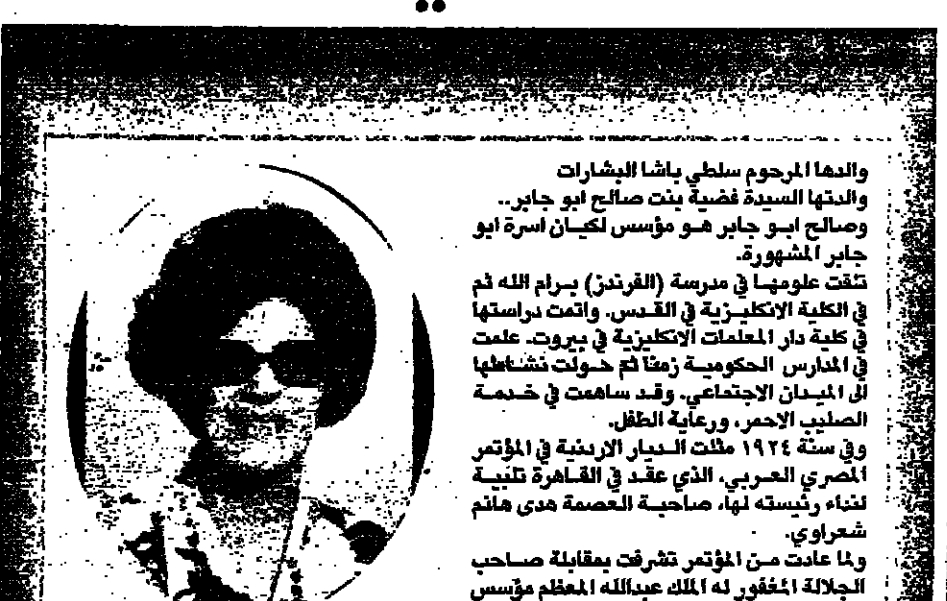 والدها المرحوم سلطي باشا البشارات
والدتها السيدة فضية بنت صالح ابو جابر..
وصالح ابو جابر هو مؤسس لكيان اسرة ابو
جابر المشهورة.
تلقت علومها في مدرسة (الفرندز) برام الله ثم
في الكلية الانكليزية في القدس. واتمت دراستها
في كلية دار المعلمات الانكليزية في بيروت. علمت
في المدارس الحكومية زمنا ثم حولت نشاطها
الى الميدان الاجتماعي. وقد ساهمت في خدمة
الصليب الاحمر، ورعاية الطفل.
وفي سنة ١٩٢٤ مثلت الديار الاردنية في المؤتمر
المصري العربي، الذي عقد في القاهرة تلبية
لنداء رئيسته لها، صاحبة العصمة هدى هانم
شعراوي.
ولما عادت من المؤتمر تشرفت بمقابلة صاحب
الجلالة المغفور له الملك عبدالله المعظم مؤسس